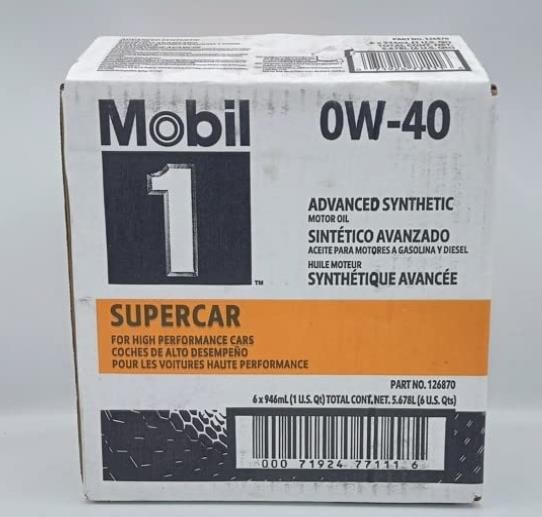 PART NO. 126870
Mobil
1
TM
0W-40
ADVANCED SYNTHETIC
MOTOR OIL
SINTÉTICO AVANZADO
ACEITE PARA MOTORES A GASOLINA Y DIESEL
HUILE MOTEUR
SYNTHÉTIQUE AVANCÉE
SUPERCAR
FOR HIGH PERFORMANCE CARS
COCHES DE ALTO DESEMPEÑO
POUR LES VOITURES HAUTE PERFORMANCE
PART NO. 126870
6 x 946mL (1 U.S. Qt) TOTAL CONT,NET. 5.678L (6 U.S. Qts)
000 71924 77111 6